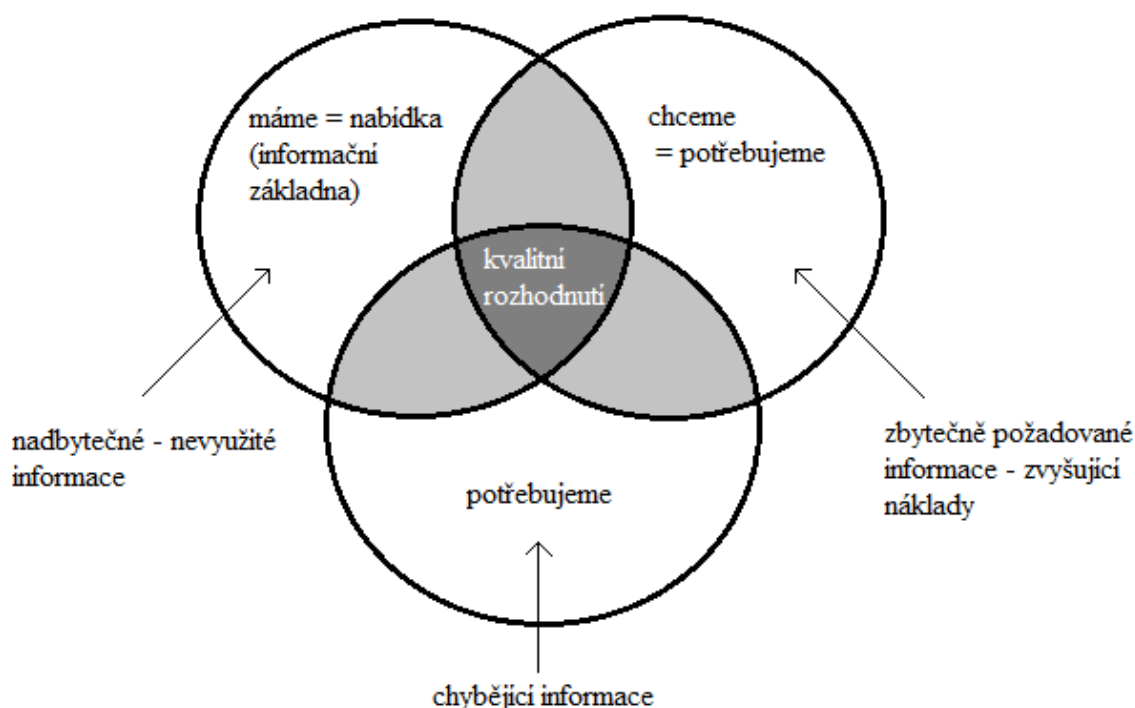 máme = nabídka
(informační
základna)
chceme
= potřebujeme
kvalitní
rozhodnutí
nadbytečné - nevyužité
informace
zbytečně požadované
informace - zvyšující
náklady
potřebujeme
chybějící informace